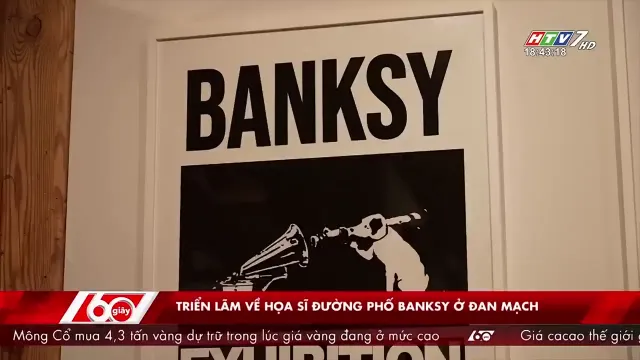 BANKSY
HTV7 HD
18:43:18
60 giây
TRIỂN LÃM VỀ HỌA SĨ ĐƯỜNG PHỐ BANKSY Ở ĐAN MẠCH
Mông Cổ mua 4,3 tấn vàng dự trữ trong lúc giá vàng đang ở mức cao 60 Giá cacao thế giới
EXHIBITION